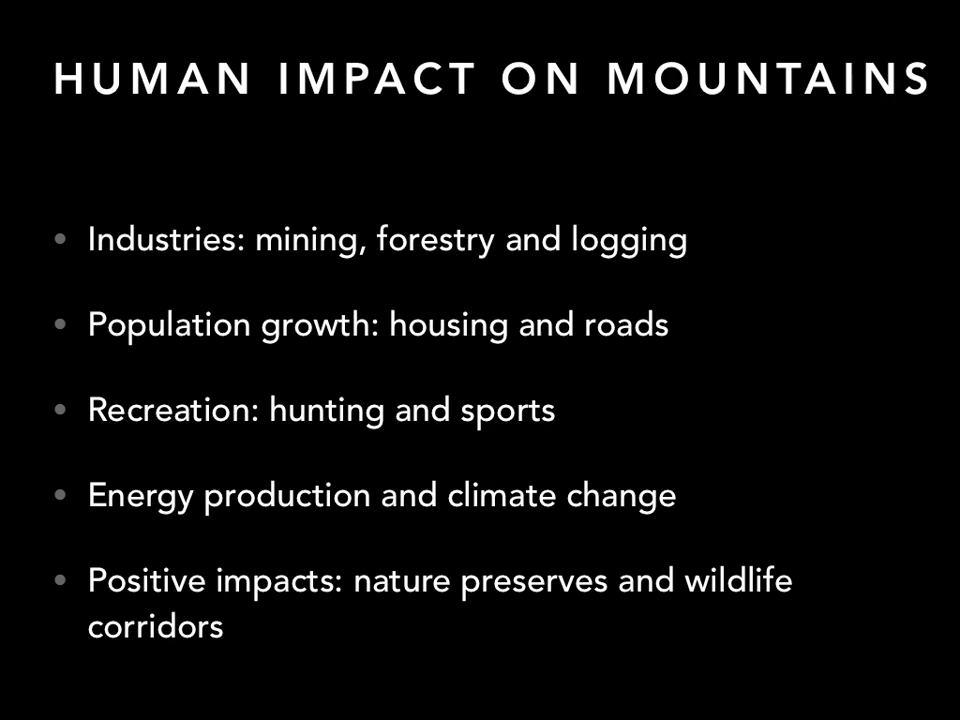 HUMAN IMPACT ON MOUNTAINS
• Industries: mining, forestry and logging
• Population growth: housing and roads
• Recreation: hunting and sports
• Energy production and climate change
• Positive impacts: nature preserves and wildlife
corridors